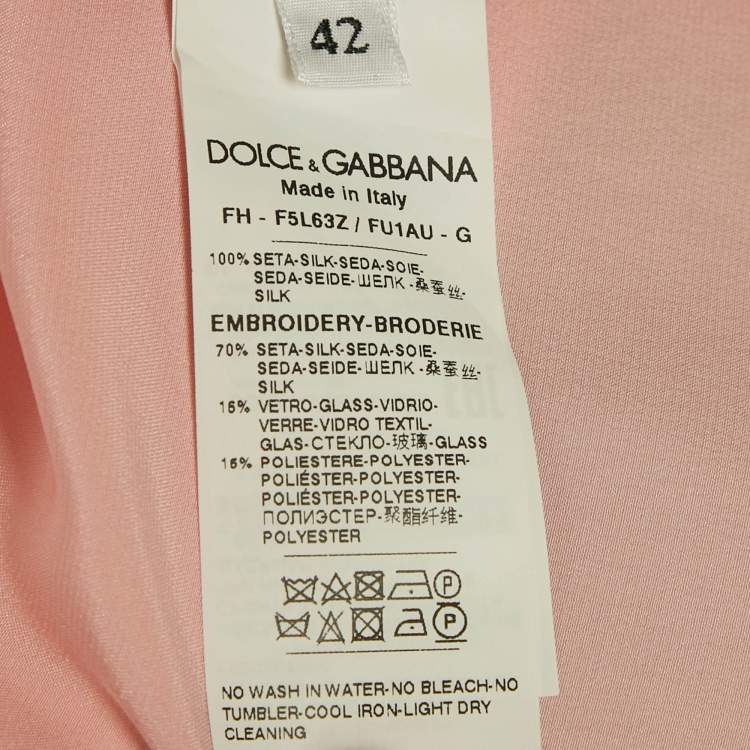 42
DOLCE & GABBANA
Made in Italy
FH - F5L63Z / FU1AU - G
100% SETA-SILK-SEDA-SOIE-
SEDA-SEIDE-ШЕЛК-桑蚕丝-
SILK
EMBROIDERY-BRODERIE
70% SETA-SILK-SEDA-SOIE-
SEDA-SEIDE-ШЕЛК-桑蚕丝-
SILK
15% VETRO-GLASS-VIDRIO-
VERRE-VIDRO TEXTIL-
GLAS-СТЕКЛО-玻璃-GLASS
15% POLIESTERE-POLYESTER-
POLIÉSTER-POLYESTER-
POLIÉSTER-POLYESTER-
ПОЛИЭСТЕР-聚酯纤维-
POLYESTER
P
P
NO WASH IN WATER-NO BLEACH-NO
TUMBLER-COOL IRON-LIGHT DRY
CLEANING